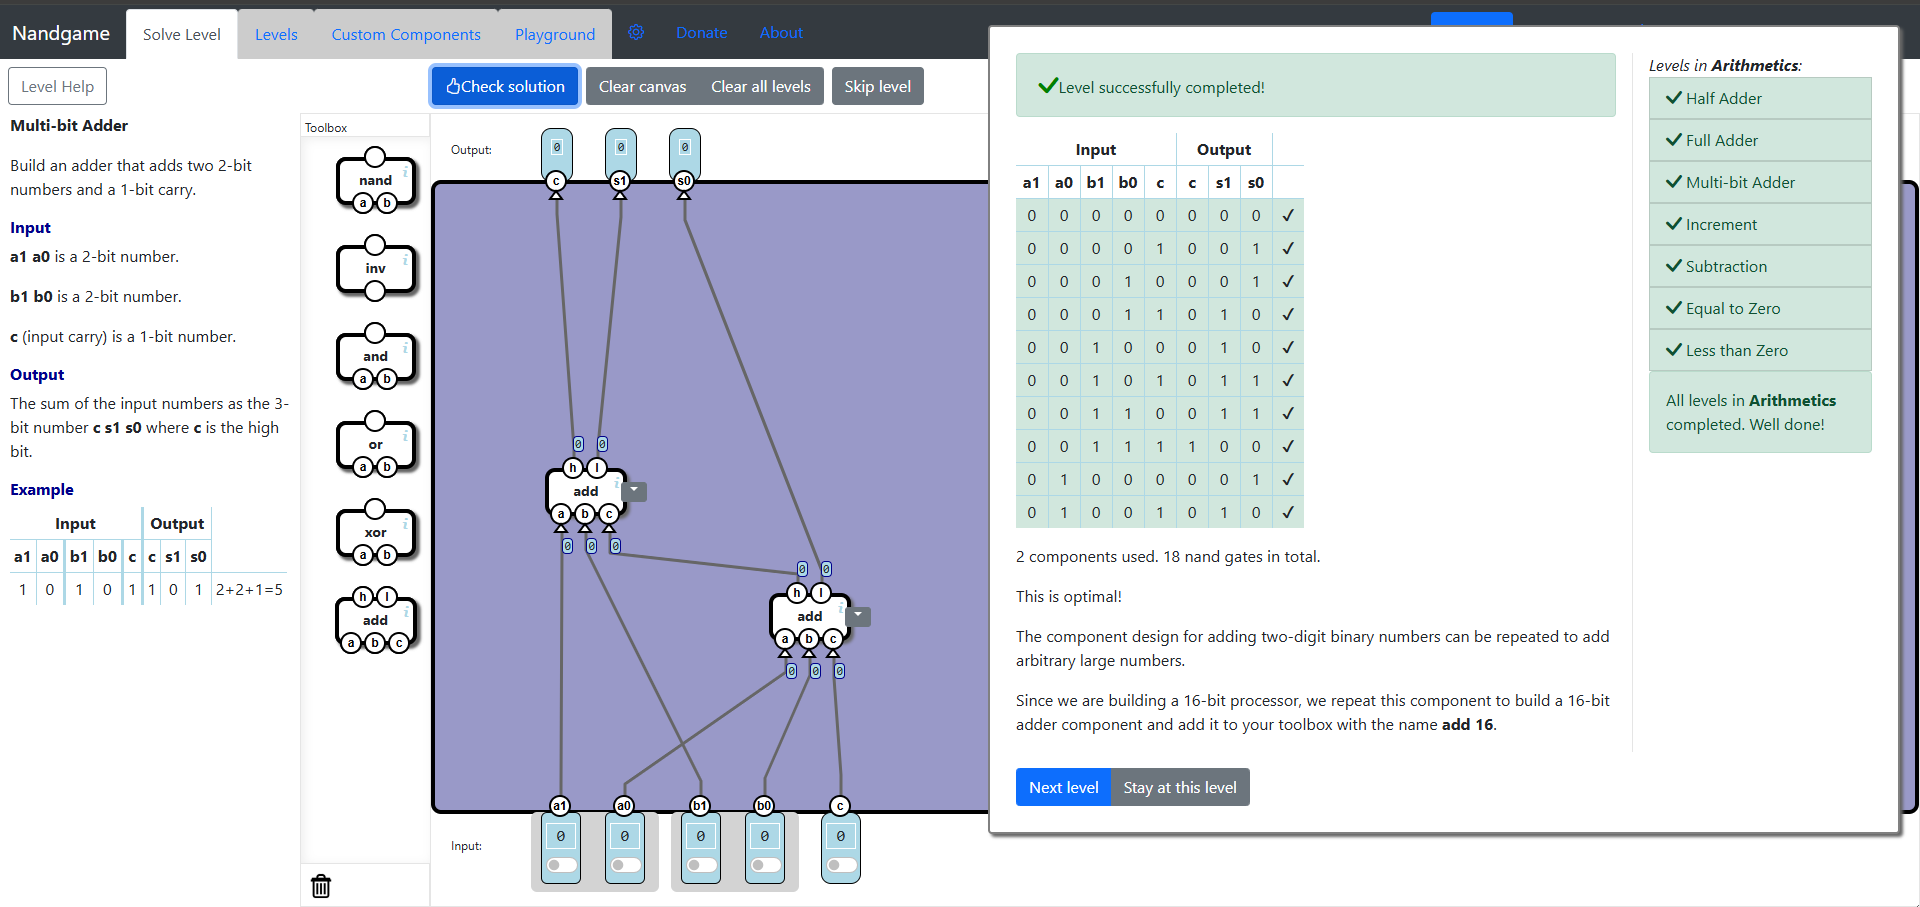 Nandgame
Solve Level
Levels
Custom Components
Playground
Donate
About
Level Help
Check solution
Clear canvas
Clear all levels
Skip level
Multi-bit Adder
Build an adder that adds two 2-bit
numbers and a 1-bit carry.
Input
a1 a0 is a 2-bit number.
b1 b0 is a 2-bit number.
c (input carry) is a 1-bit number.
Output
The sum of the input numbers as the 3-
bit number c s1 s0 where c is the high
bit.
Example
Input Output
a1 a0 b1 b0 c c s1 s0
1 0 1 0 1 1 0 1 2+2+1=5
Toolbox
nand
a b
inv
and
a b
or
a b
xor
a b
h l
add
a b c
Output:
0 0 0
c s1 s0
0 0
h l
add
a b c
0 0 0
0 0
h l
add
a b c
0 0 0
a1 a0 b1 b0 c
Input:
0 0 0 0 0
Level successfully completed!
Input Output
a1 a0 b1 b0 c c s1 s0
0 0 0 0 0 0 0 0 ✓
0 0 0 0 1 0 0 1 ✓
0 0 0 1 0 0 0 1 ✓
0 0 0 1 1 0 1 0 ✓
0 0 1 0 0 0 1 0 ✓
0 0 1 0 1 0 1 1 ✓
0 0 1 1 0 0 1 1 ✓
0 0 1 1 1 1 0 0 ✓
0 1 0 0 0 0 0 1 ✓
0 1 0 0 1 0 1 0 ✓
2 components used. 18 nand gates in total.
This is optimal!
The component design for adding two-digit binary numbers can be repeated to add
arbitrary large numbers.
Since we are building a 16-bit processor, we repeat this component to build a 16-bit
adder component and add it to your toolbox with the name add 16.
Next level
Stay at this level
Levels in Arithmetics:
Half Adder
Full Adder
Multi-bit Adder
Increment
Subtraction
Equal to Zero
Less than Zero
All levels in Arithmetics
completed. Well done!